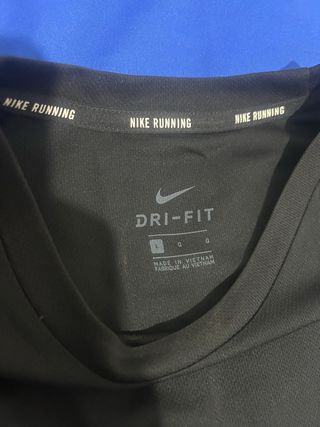 NIKE RUNNING NIKE RUNNING NIKE RUNNING
DRI-FIT
L G G
MADE IN VIETNAM
FABRIQUÉ AU VIETNAM